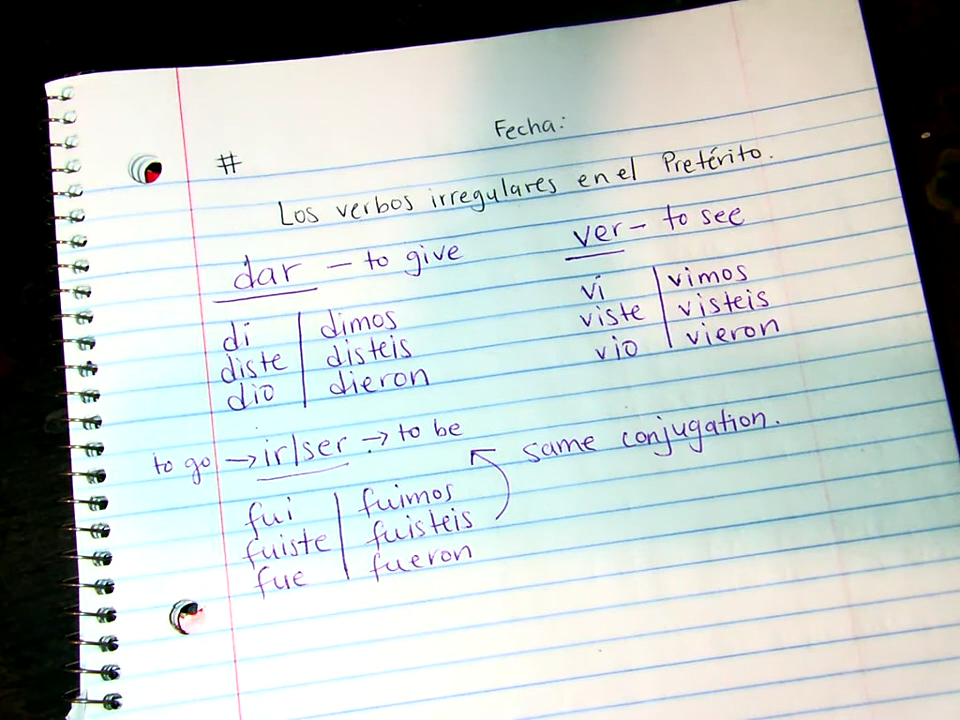 Fecha:
#
Los verbos irregulares en el Pretérito.
dar – to give
di | dimos
diste | disteis
dio | dieron
ver – to see
vi | vimos
viste | visteis
vio | vieron
to go → ir/ser → to be
same conjugation.
fui | fuimos
fuiste | fuisteis
fue | fueron